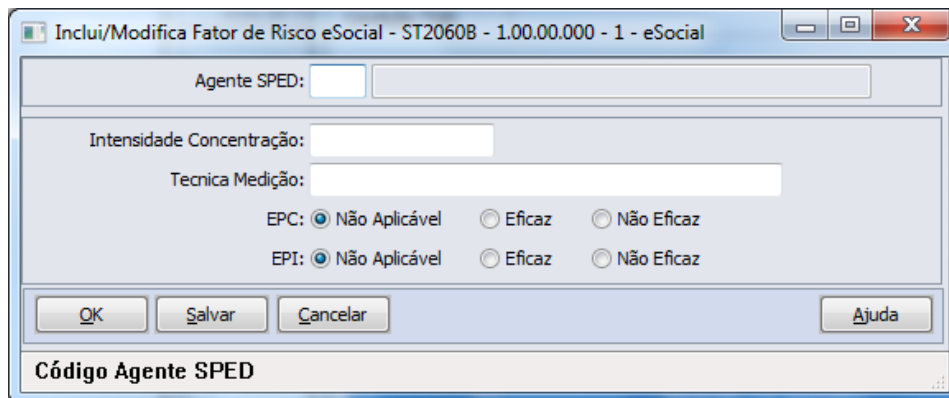 Inclui/Modifica Fator de Risco eSocial - ST2060B - 1.00.00.000 - 1 - eSocial
Agente SPED:
Intensidade Concentração:
Tecnica Medição:
EPC: Não Aplicável Eficaz Não Eficaz
EPI: Não Aplicável Eficaz Não Eficaz
OK Salvar Cancelar Ajuda
Código Agente SPED